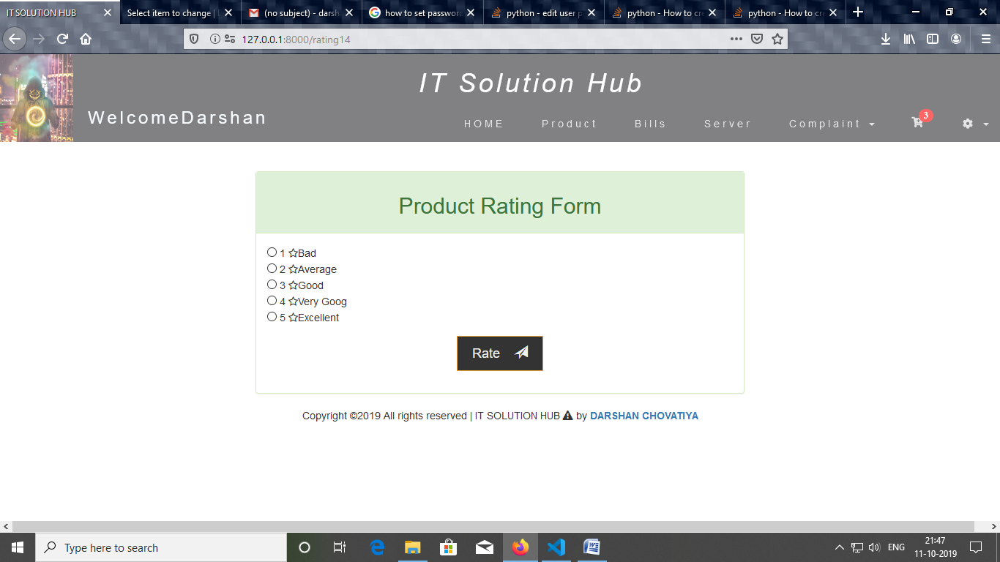 IT SOLUTION HUB
Select item to change |
(no subject) - darsh
how to set password
python - edit user p
python - How to cre
python - How to cre
127.0.0.1:8000/rating14
IT Solution Hub
WelcomeDarshan
HOME
Product
Bills
Server
Complaint
3
Product Rating Form
1 ☆Bad
2 ☆Average
3 ☆Good
4 ☆Very Goog
5 ☆Excellent
Rate
Copyright ©2019 All rights reserved | IT SOLUTION HUB by DARSHAN CHOVATIYA
Type here to search
ENG
21:47
11-10-2019